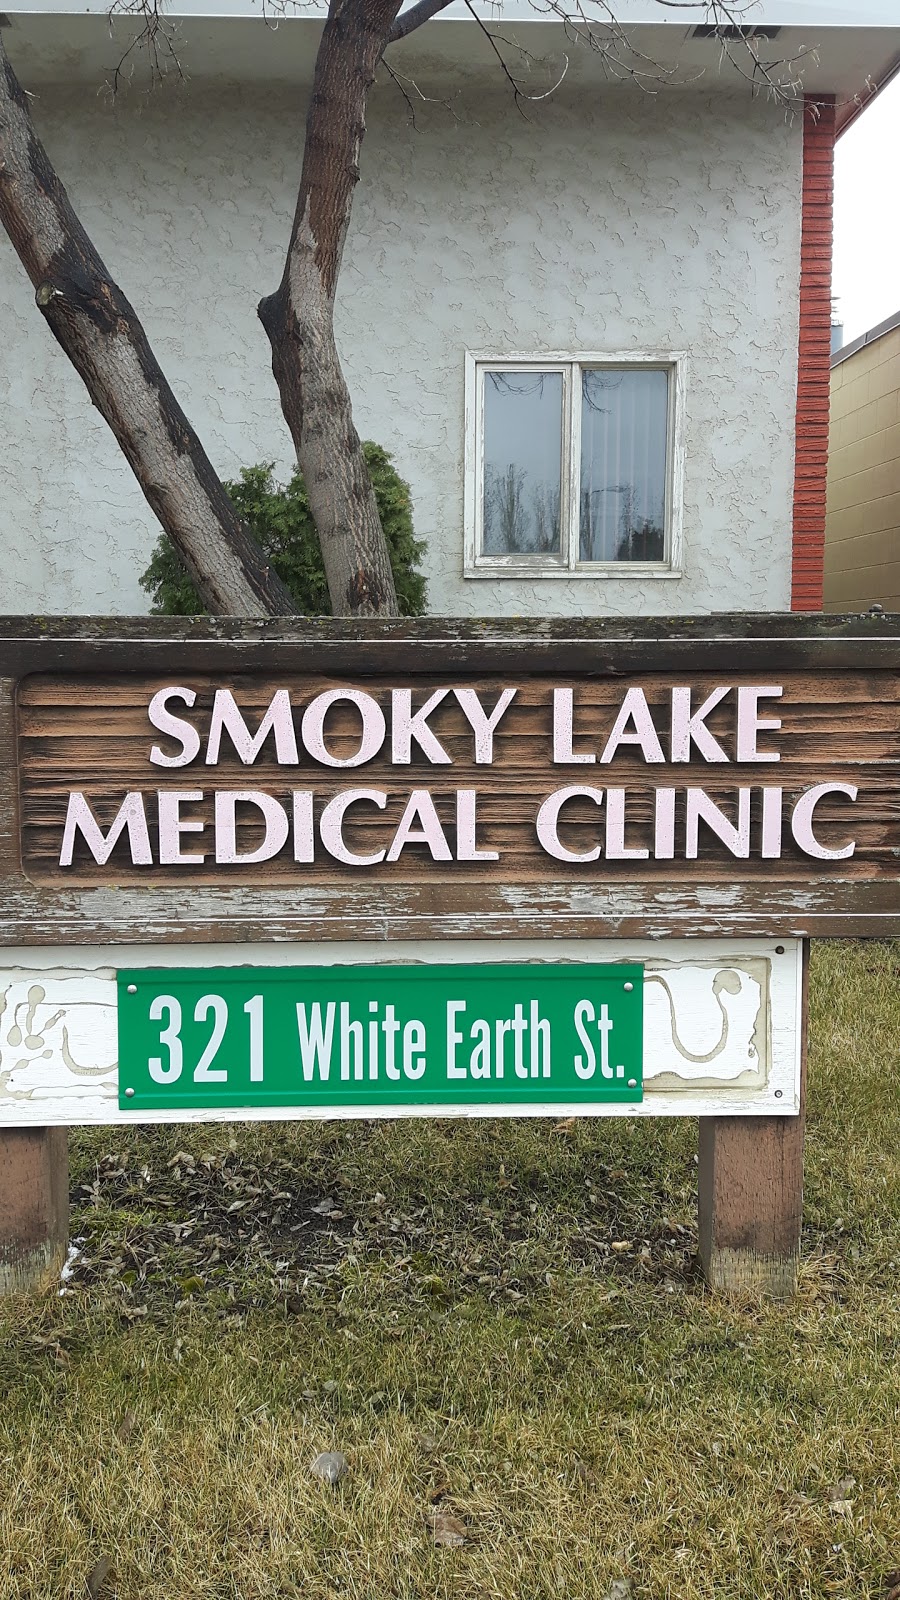 SMOKY LAKE
MEDICAL CLINIC
321 White Earth St.